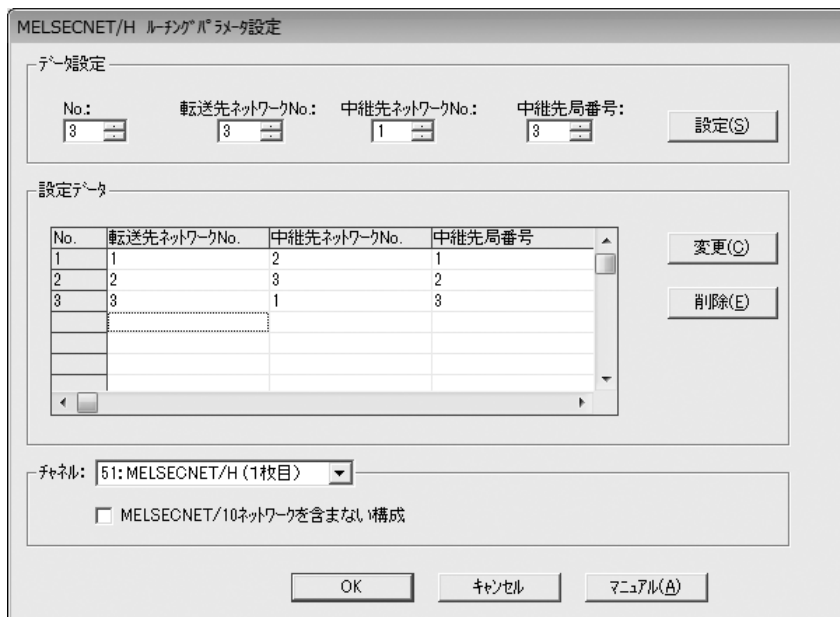 MELSECNET/H ﾙｰﾁﾝｸﾞﾊﾟﾗﾒｰﾀ設定
ﾃﾞｰﾀ設定
No.: 転送先ﾈｯﾄﾜｰｸNo.: 中継先ﾈｯﾄﾜｰｸNo.: 中継先局番号:
3 3 1 3 設定(S)
設定ﾃﾞｰﾀ
No. 転送先ﾈｯﾄﾜｰｸNo. 中継先ﾈｯﾄﾜｰｸNo. 中継先局番号
1 1 2 1
2 2 3 2
3 3 1 3
変更(C)
削除(E)
ﾁｬﾈﾙ: 51:MELSECNET/H (1枚目)
MELSECNET/10ﾈｯﾄﾜｰｸを含まない構成
OK ｷｬﾝｾﾙ ﾏﾆｭｱﾙ(A)